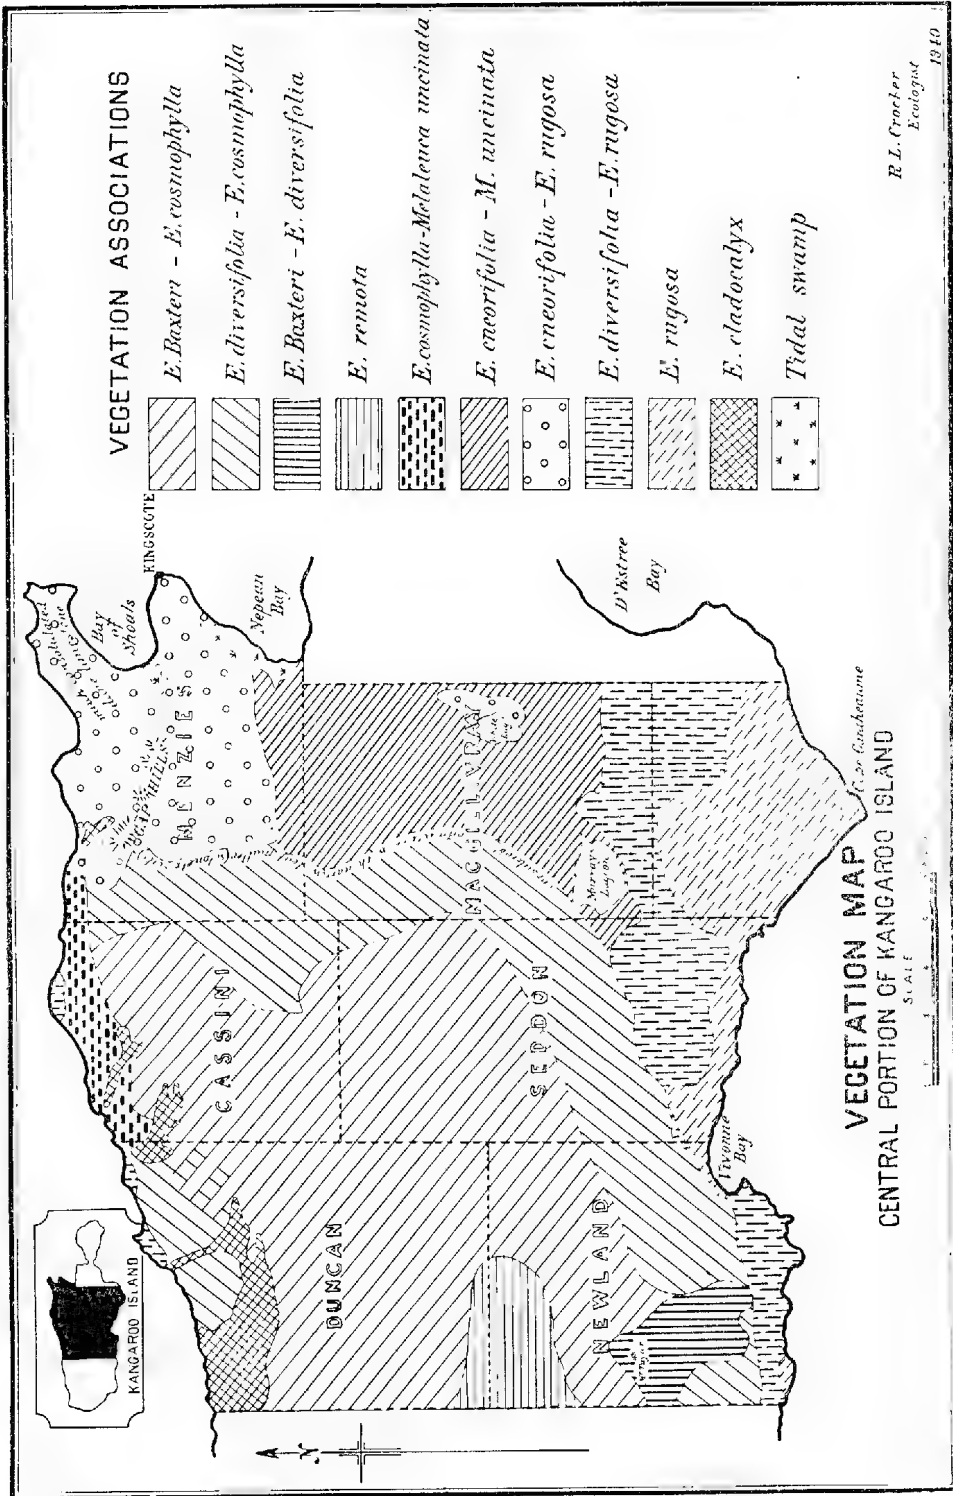 VEGETATION ASSOCIATIONS
E. Baxteri - E. cosmophylla
E. diversifolia - E. cosmophylla
E. Baxteri - E. diversifolia
E. remota
E. cosmophylla - Melaleuca uncinata
E. cneorifolia - M. uncinata
E. cneorifolia - E. rugosa
E. diversifolia - E. rugosa
E. rugosa
E. cladocalyx
Tidal swamp
R. L. Crocker
Ecologist
1940
KINGSCOTE
Bay
of
Shoals
Nepean
Bay
D'Estree
Bay
MENZIES
MACGILLIVRAY
Murray
Lagoon
CASSINI
SEDDON
DUNCAN
NEWLAND
Vivonne
Bay
KANGAROO ISLAND
N
VEGETATION MAP
CENTRAL PORTION OF KANGAROO ISLAND
SCALE